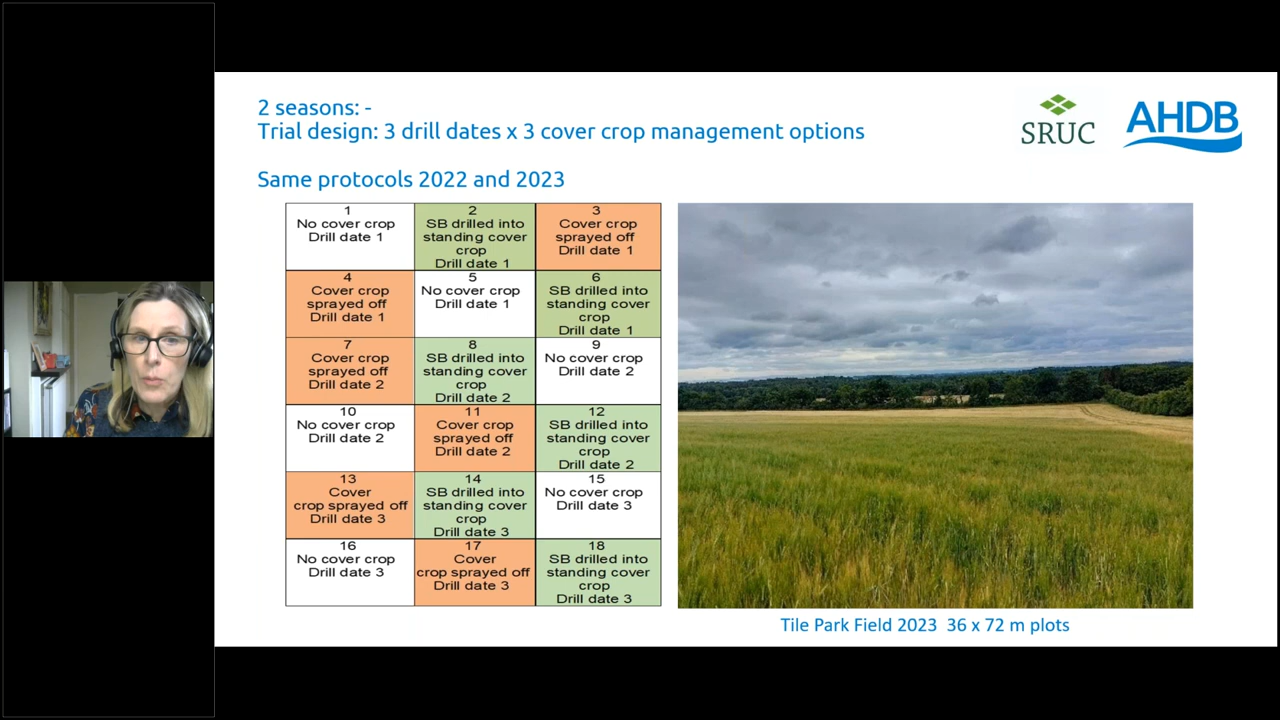 2 seasons: -
Trial design: 3 drill dates x 3 cover crop management options
SRUC
AHDB
Same protocols 2022 and 2023
1
No cover crop
Drill date 1
2
SB drilled into
standing cover
crop
Drill date 1
3
Cover crop
sprayed off
Drill date 1
4
Cover crop
sprayed off
Drill date 1
5
No cover crop
Drill date 1
6
SB drilled into
standing cover
crop
Drill date 1
7
Cover crop
sprayed off
Drill date 2
8
SB drilled into
standing cover
crop
Drill date 2
9
No cover crop
Drill date 2
10
No cover crop
Drill date 2
11
Cover crop
sprayed off
Drill date 2
12
SB drilled into
standing cover
crop
Drill date 2
13
Cover
crop sprayed off
Drill date 3
14
SB drilled into
standing cover
crop
Drill date 3
15
No cover crop
Drill date 3
16
No cover crop
Drill date 3
17
Cover
crop sprayed off
Drill date 3
18
SB drilled into
standing cover
crop
Drill date 3
Tile Park Field 2023 36 x 72 m plots